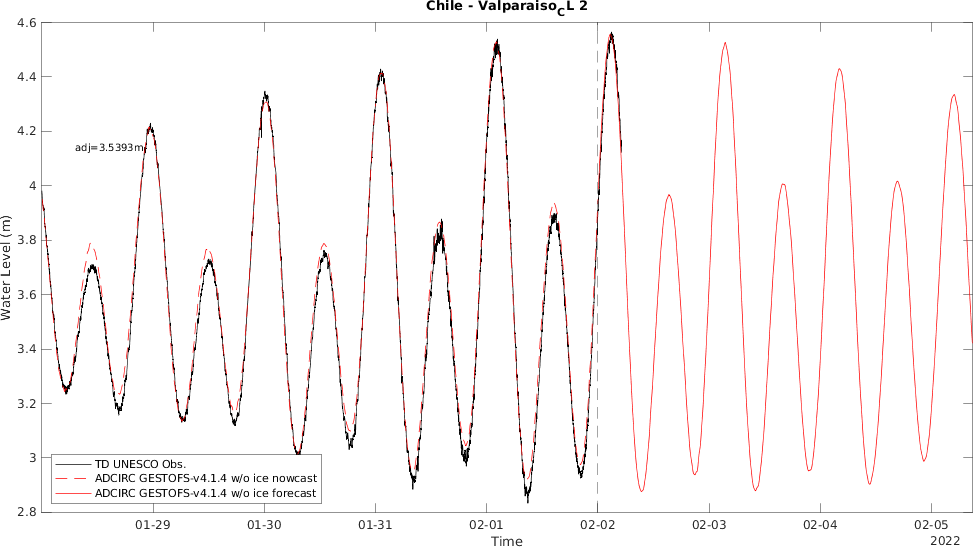 Chile - Valparaiso_CL 2
4.6
4.4
4.2
adj=3.5393m
4
3.8
3.6
3.4
3.2
3
2.8
Water Level (m)
TD UNESCO Obs.
ADCIRC GESTOFS-v4.1.4 w/o ice nowcast
ADCIRC GESTOFS-v4.1.4 w/o ice forecast
01-29 01-30 01-31 02-01 02-02 02-03 02-04 02-05
Time 2022